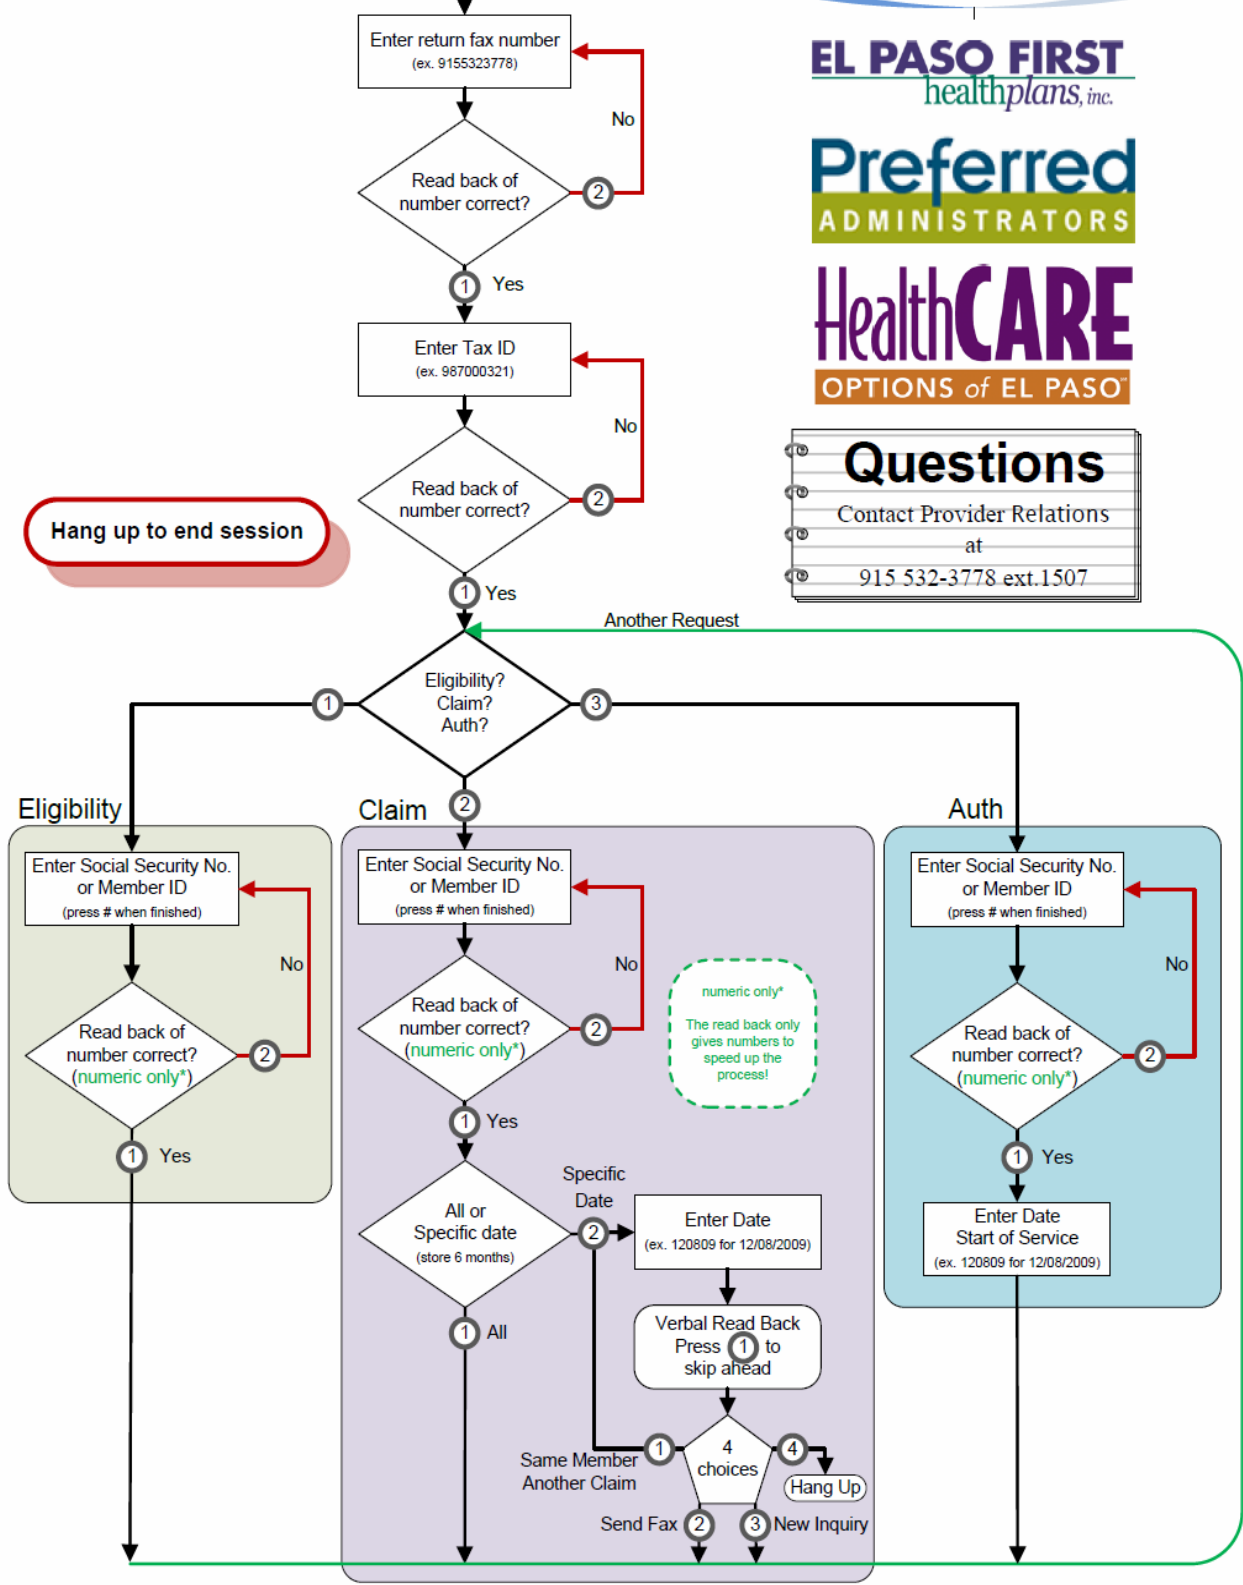 Enter return fax number
(ex. 9155323778)
No
Read back of
number correct?
2
1
Yes
EL PASO FIRST
healthplans, inc.
Preferred
ADMINISTRATORS
HealthCARE
OPTIONS of EL PASO
Enter Tax ID
(ex. 987000321)
No
Read back of
number correct?
2
1
Yes
Hang up to end session
Questions
Contact Provider Relations
at
915 532-3778 ext.1507
Another Request
Eligibility?
Claim?
Auth?
1
3
2
Eligibility
Enter Social Security No.
or Member ID
(press # when finished)
No
Read back of
number correct?
(numeric only*)
2
1
Yes
Claim
Enter Social Security No.
or Member ID
(press # when finished)
No
Read back of
number correct?
(numeric only*)
2
numeric only*
The read back only
gives numbers to
speed up the
process!
1
Yes
All or
Specific date
(store 6 months)
Specific
Date
2
Enter Date
(ex. 120809 for 12/08/2009)
1
All
Verbal Read Back
Press 1 to
skip ahead
4
choices
1
Same Member
Another Claim
4
Hang Up
Send Fax
2
3
New Inquiry
Auth
Enter Social Security No.
or Member ID
(press # when finished)
No
Read back of
number correct?
(numeric only*)
2
1
Yes
Enter Date
Start of Service
(ex. 120809 for 12/08/2009)